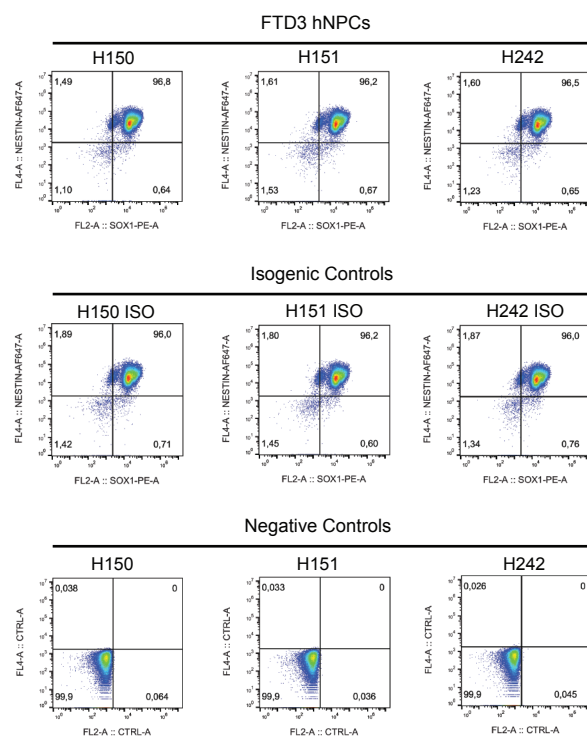 FTD3 hNPCs
H150 H151 H242
1,49 96,8 1,61 96,2 1,60 96,5
FL4-A :: NESTIN-AF647-A FL4-A :: NESTIN-AF647-A FL4-A :: NESTIN-AF647-A
1,10 0,64 1,53 0,67 1,23 0,65
FL2-A :: SOX1-PE-A FL2-A :: SOX1-PE-A FL2-A :: SOX1-PE-A
Isogenic Controls
H150 ISO H151 ISO H242 ISO
1,89 96,0 1,80 96,2 1,87 96,0
FL4-A :: NESTIN-AF647-A FL4-A :: NESTIN-AF647-A FL4-A :: NESTIN-AF647-A
1,42 0,71 1,45 0,60 1,34 0,76
FL2-A :: SOX1-PE-A FL2-A :: SOX1-PE-A FL2-A :: SOX1-PE-A
Negative Controls
H150 H151 H242
0,038 0 0,033 0 0,026 0
FL4-A :: CTRL-A FL4-A :: CTRL-A FL4-A :: CTRL-A
99,9 0,064 99,9 0,036 99,9 0,045
FL2-A :: CTRL-A FL2-A :: CTRL-A FL2-A :: CTRL-A